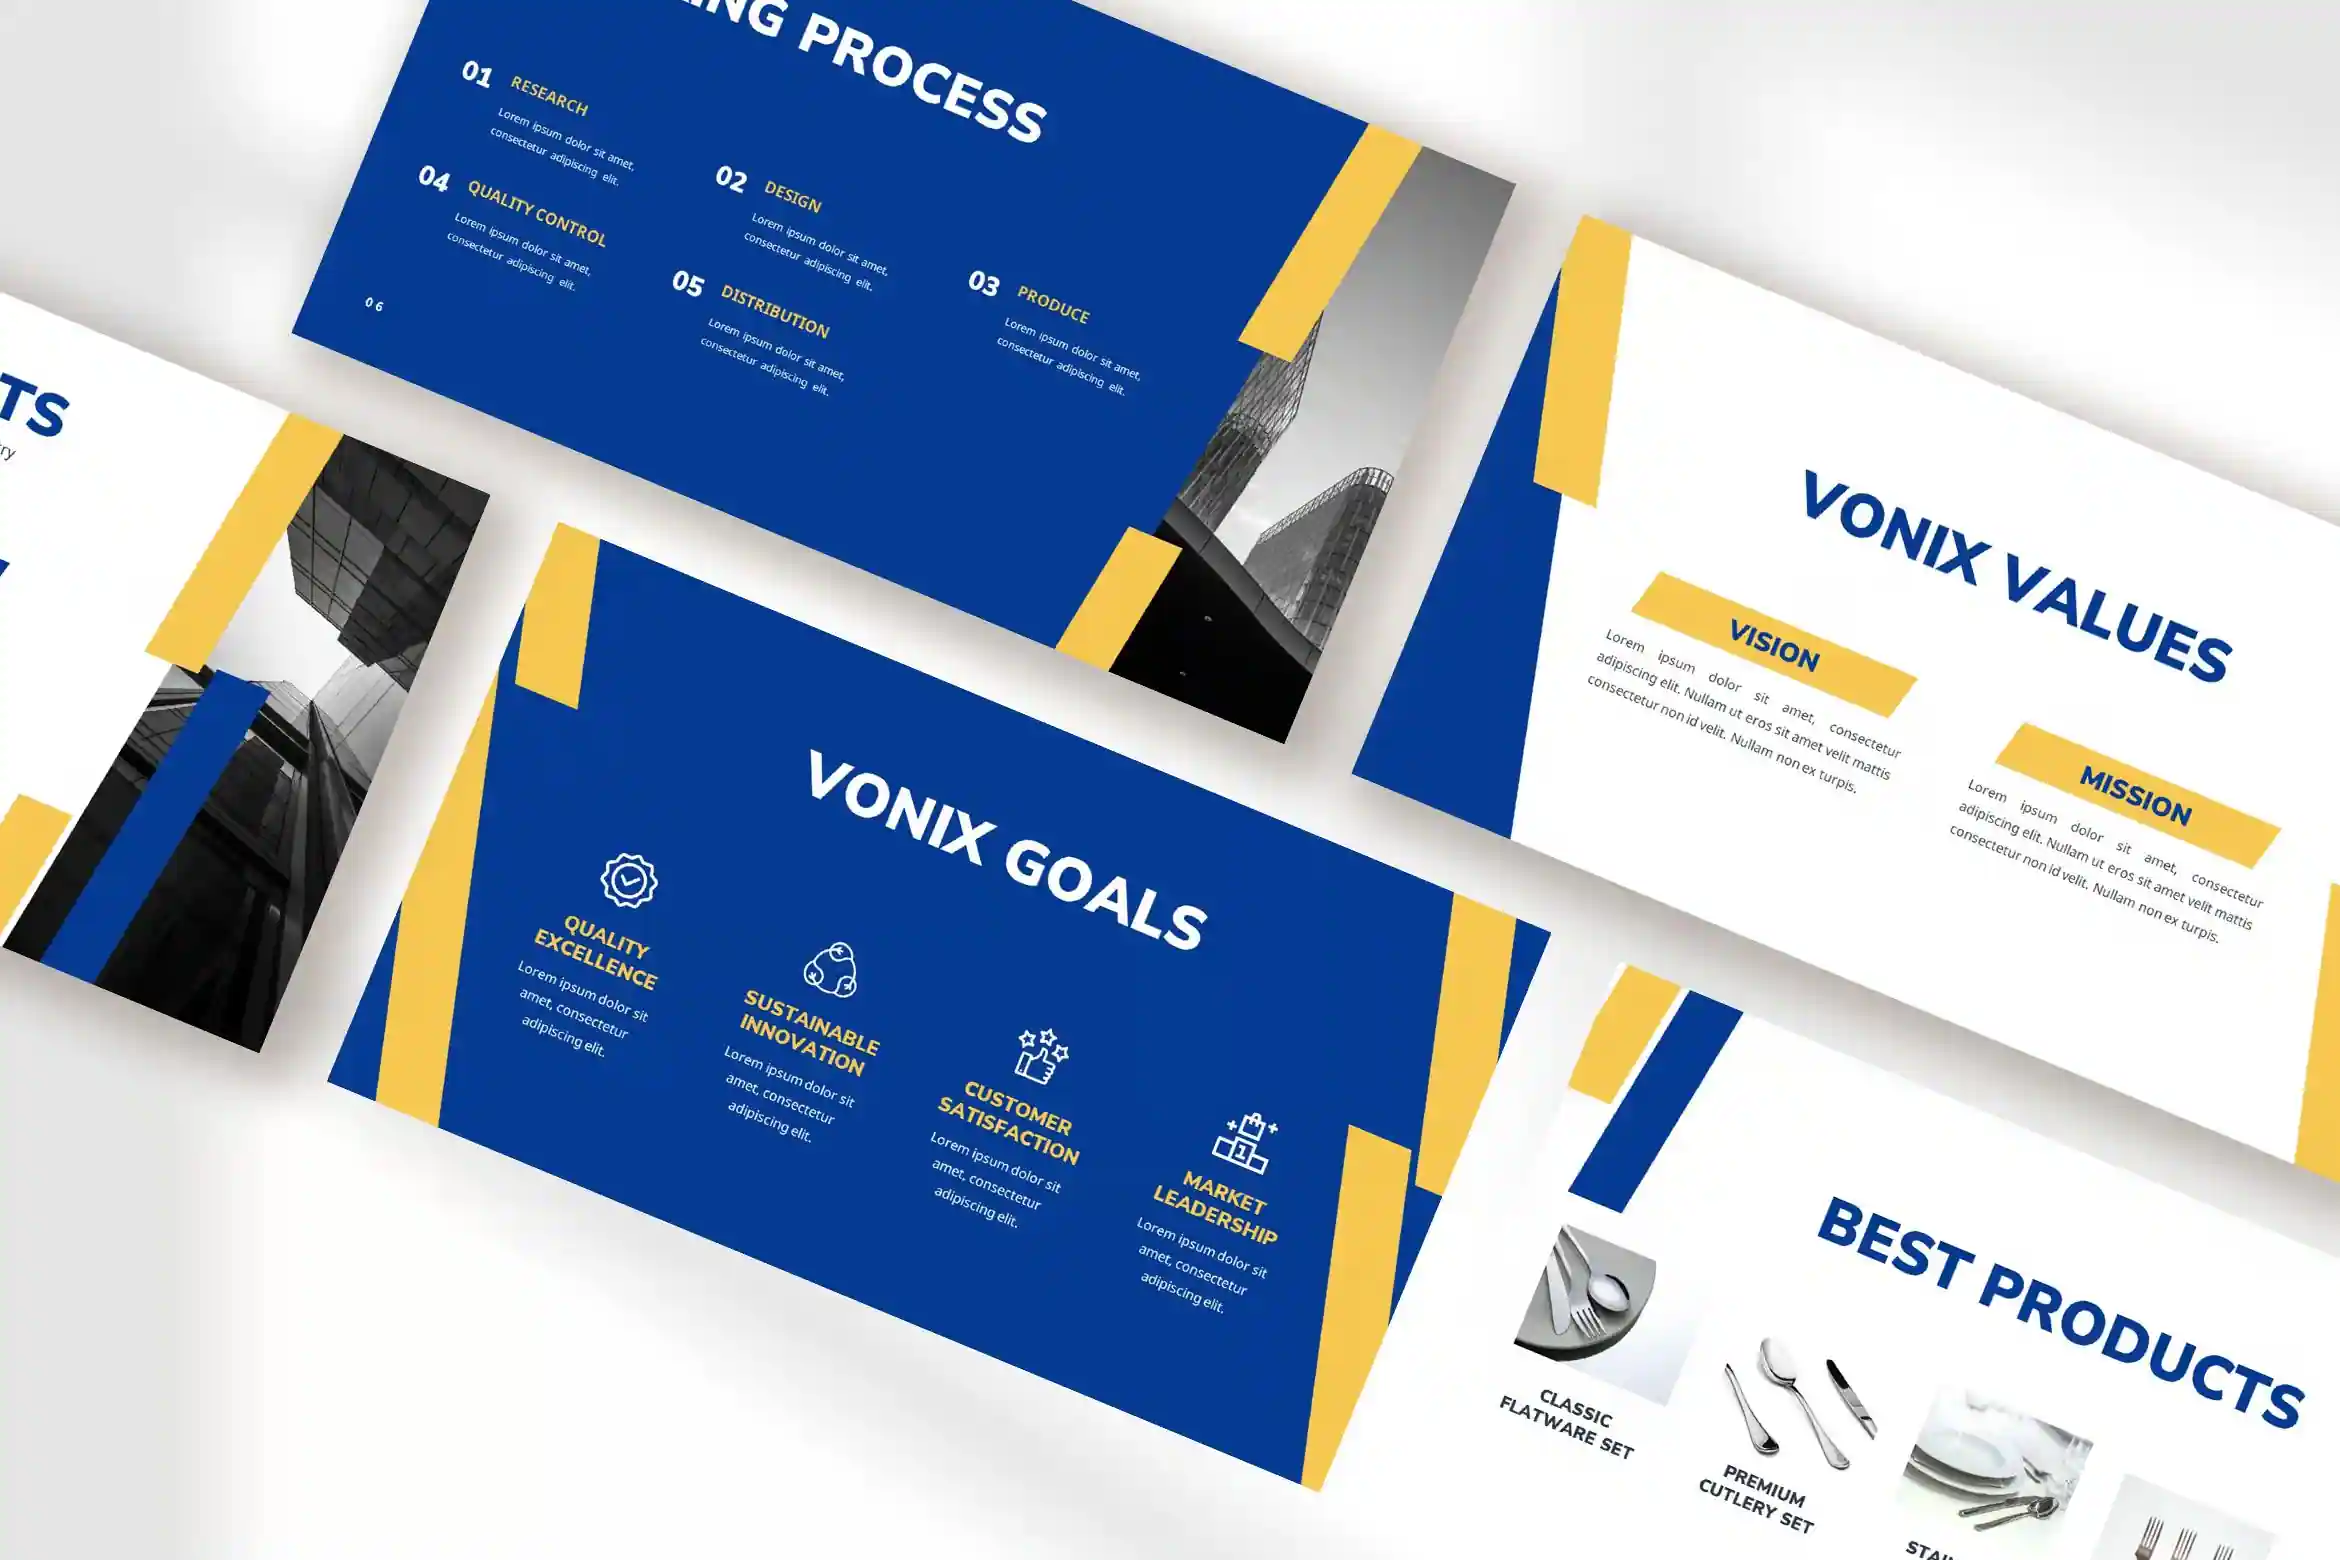 PROCESS
01 RESEARCH
Lorem ipsum dolor sit amet,
consectetur adipiscing elit.
02 DESIGN
Lorem ipsum dolor sit amet,
consectetur adipiscing elit.
03 PRODUCE
Lorem ipsum dolor sit amet,
consectetur adipiscing elit.
04 QUALITY CONTROL
Lorem ipsum dolor sit amet,
consectetur adipiscing elit.
05 DISTRIBUTION
Lorem ipsum dolor sit amet,
consectetur adipiscing elit.
06
VONIX VALUES
VISION
Lorem ipsum dolor sit amet, consectetur
adipiscing elit. Nullam ut eros sit amet velit mattis
consectetur non id velit. Nullam non ex turpis.
MISSION
Lorem ipsum dolor sit amet, consectetur
adipiscing elit. Nullam ut eros sit amet velit mattis
consectetur non id velit. Nullam non ex turpis.
VONIX GOALS
QUALITY
EXCELLENCE
Lorem ipsum dolor sit
amet, consectetur
adipiscing elit.
SUSTAINABLE
INNOVATION
Lorem ipsum dolor sit
amet, consectetur
adipiscing elit.
CUSTOMER
SATISFACTION
Lorem ipsum dolor sit
amet, consectetur
adipiscing elit.
1
MARKET
LEADERSHIP
Lorem ipsum dolor sit
amet, consectetur
adipiscing elit.
BEST PRODUCTS
CLASSIC
FLATWARE SET
PREMIUM
CUTLERY SET